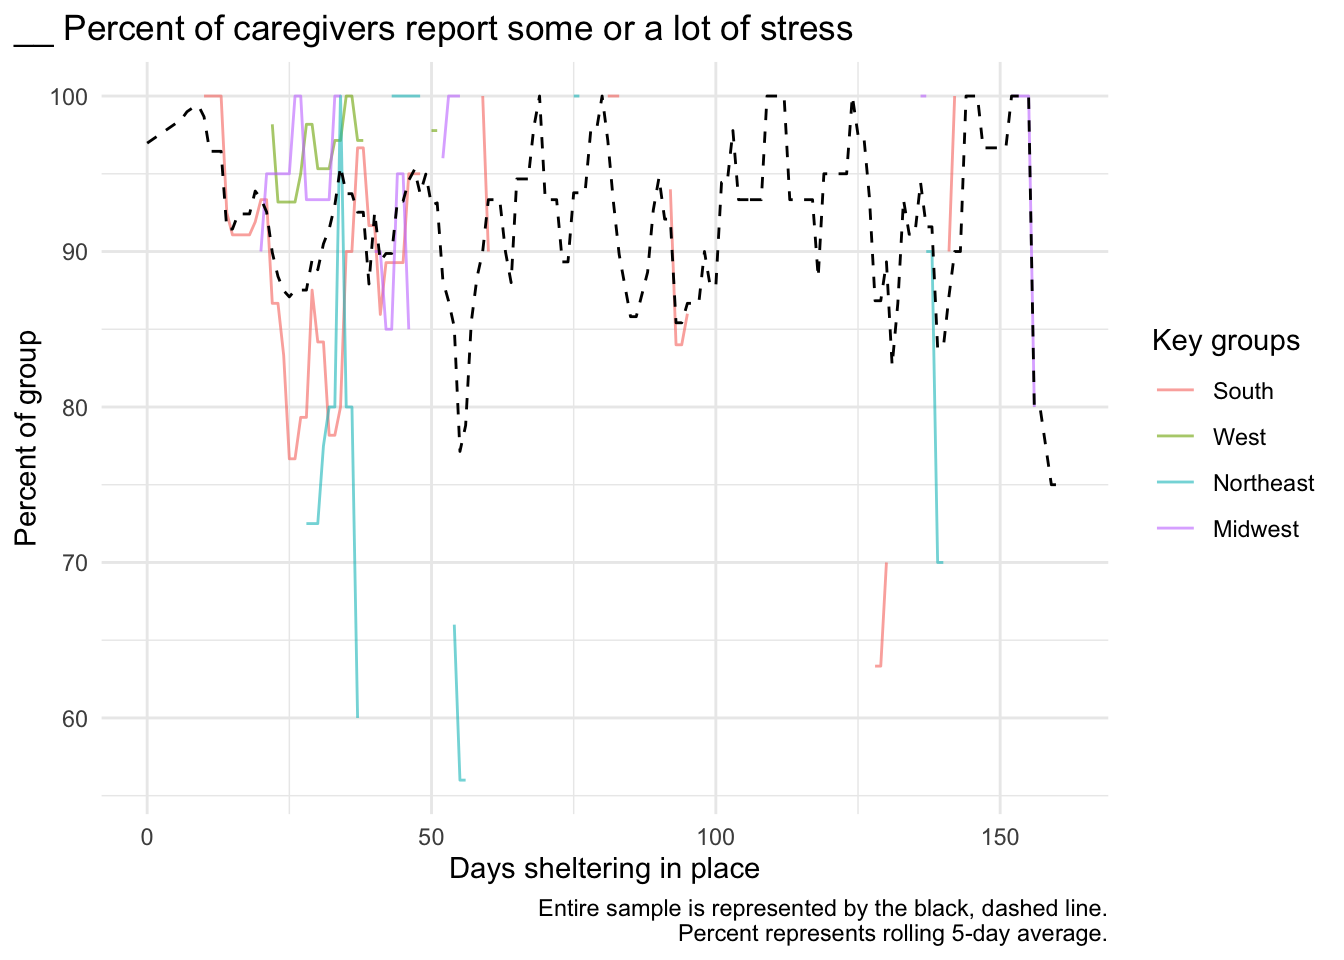 __ Percent of caregivers report some or a lot of stress
Percent of group
100
90
80
70
60
0
50
100
150
Days sheltering in place
Key groups
South
West
Northeast
Midwest
Entire sample is represented by the black, dashed line.
Percent represents rolling 5-day average.